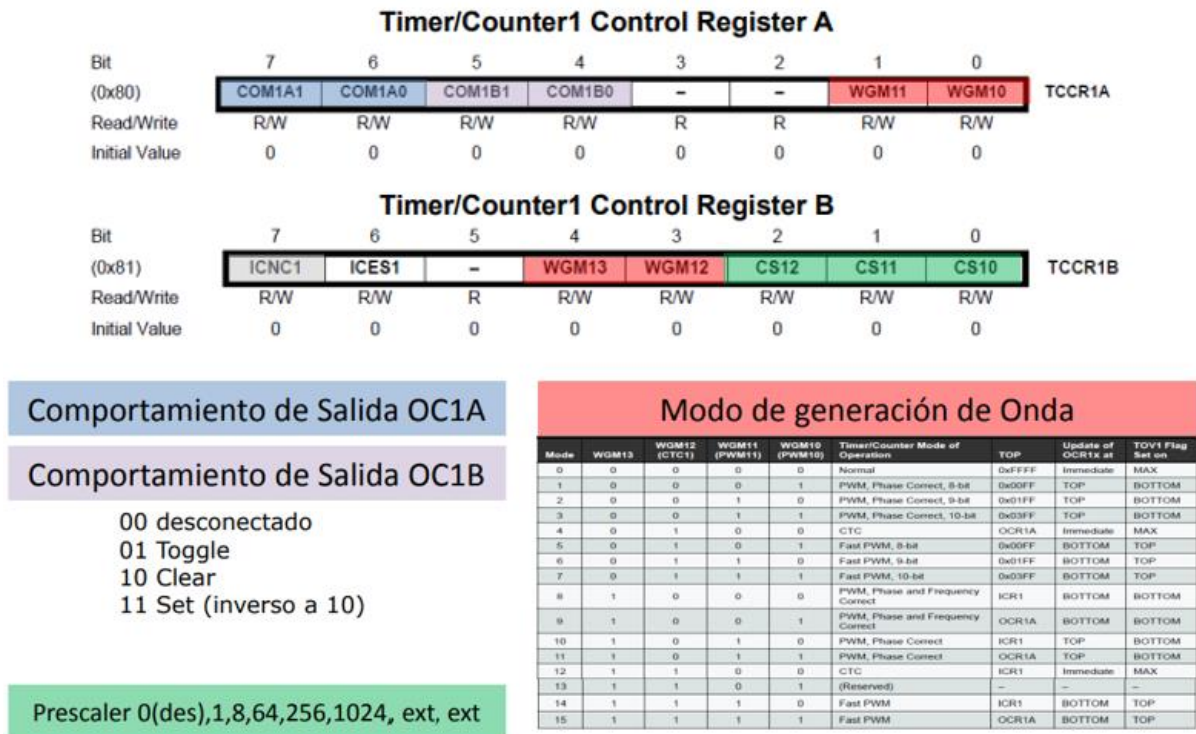 Timer/Counter1 Control Register A
Bit 7 6 5 4 3 2 1 0
(0x80) COM1A1 COM1A0 COM1B1 COM1B0 – – WGM11 WGM10 TCCR1A
Read/Write R/W R/W R/W R/W R R R/W R/W
Initial Value 0 0 0 0 0 0 0 0
Timer/Counter1 Control Register B
Bit 7 6 5 4 3 2 1 0
(0x81) ICNC1 ICES1 – WGM13 WGM12 CS12 CS11 CS10 TCCR1B
Read/Write R/W R/W R R/W R/W R/W R/W R/W
Initial Value 0 0 0 0 0 0 0 0
Comportamiento de Salida OC1A
Comportamiento de Salida OC1B
00 desconectado
01 Toggle
10 Clear
11 Set (inverso a 10)
Prescaler 0(des),1,8,64,256,1024, ext, ext
Modo de generación de Onda
Mode WGM13 WGM12 (CTC1) WGM11 (PWM11) WGM10 (PWM10) Timer/Counter Mode of Operation TOP Update of OCR1X at TOV1 Flag Set on
0 0 0 0 0 Normal 0xFFFF Immediate MAX
1 0 0 0 1 PWM, Phase Correct, 8-bit 0x00FF TOP BOTTOM
2 0 0 1 0 PWM, Phase Correct, 9-bit 0x01FF TOP BOTTOM
3 0 0 1 1 PWM, Phase Correct, 10-bit 0x03FF TOP BOTTOM
4 0 1 0 0 CTC OCR1A Immediate MAX
5 0 1 0 1 Fast PWM, 8-bit 0x00FF BOTTOM TOP
6 0 1 1 0 Fast PWM, 9-bit 0x01FF BOTTOM TOP
7 0 1 1 1 Fast PWM, 10-bit 0x03FF BOTTOM TOP
8 1 0 0 0 PWM, Phase and Frequency Correct ICR1 BOTTOM BOTTOM
9 1 0 0 1 PWM, Phase and Frequency Correct OCR1A BOTTOM BOTTOM
10 1 0 1 0 PWM, Phase Correct ICR1 TOP BOTTOM
11 1 0 1 1 PWM, Phase Correct OCR1A TOP BOTTOM
12 1 1 0 0 CTC ICR1 Immediate MAX
13 1 1 0 1 (Reserved) – – –
14 1 1 1 0 Fast PWM ICR1 BOTTOM TOP
15 1 1 1 1 Fast PWM OCR1A BOTTOM TOP